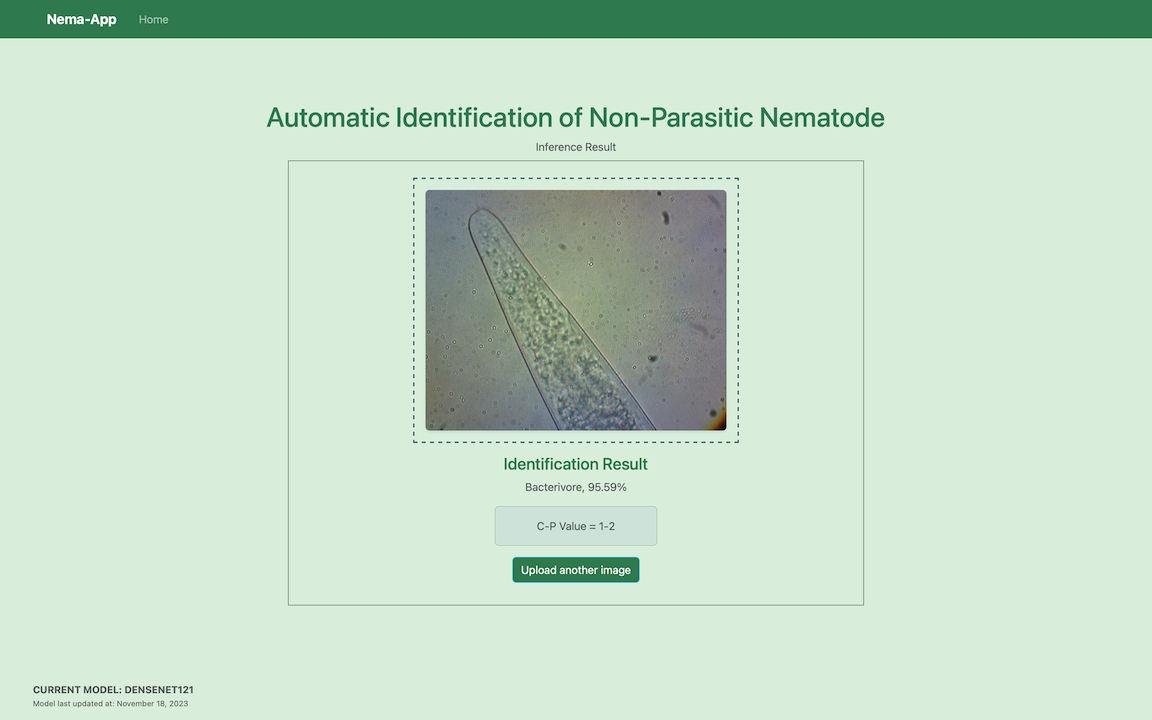 Nema-App Home
Automatic Identification of Non-Parasitic Nematode
Inference Result
Identification Result
Bacterivore, 95.59%
C-P Value = 1-2
Upload another image
CURRENT MODEL: DENSENET121
Model last updated at: November 18, 2023